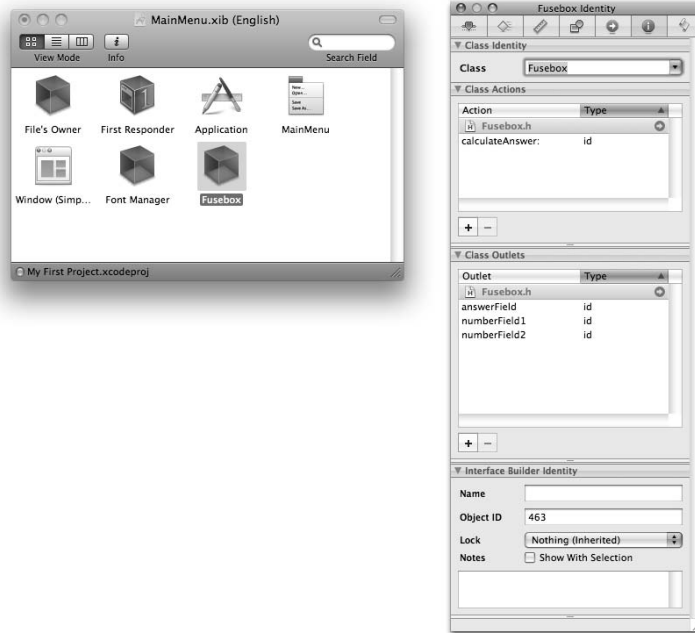 MainMenu.xib (English)
View Mode
Info
Search Field
File's Owner
First Responder
Application
MainMenu
Window (Simp...
Font Manager
Fusebox
My First Project.xcodeproj
Fusebox Identity
Class Identity
Class
Fusebox
Class Actions
Action Type
Fusebox.h
calculateAnswer: id
+ −
Class Outlets
Outlet Type
Fusebox.h
answerField id
numberField1 id
numberField2 id
+ −
Interface Builder Identity
Name
Object ID 463
Lock Nothing (Inherited)
Notes Show With Selection